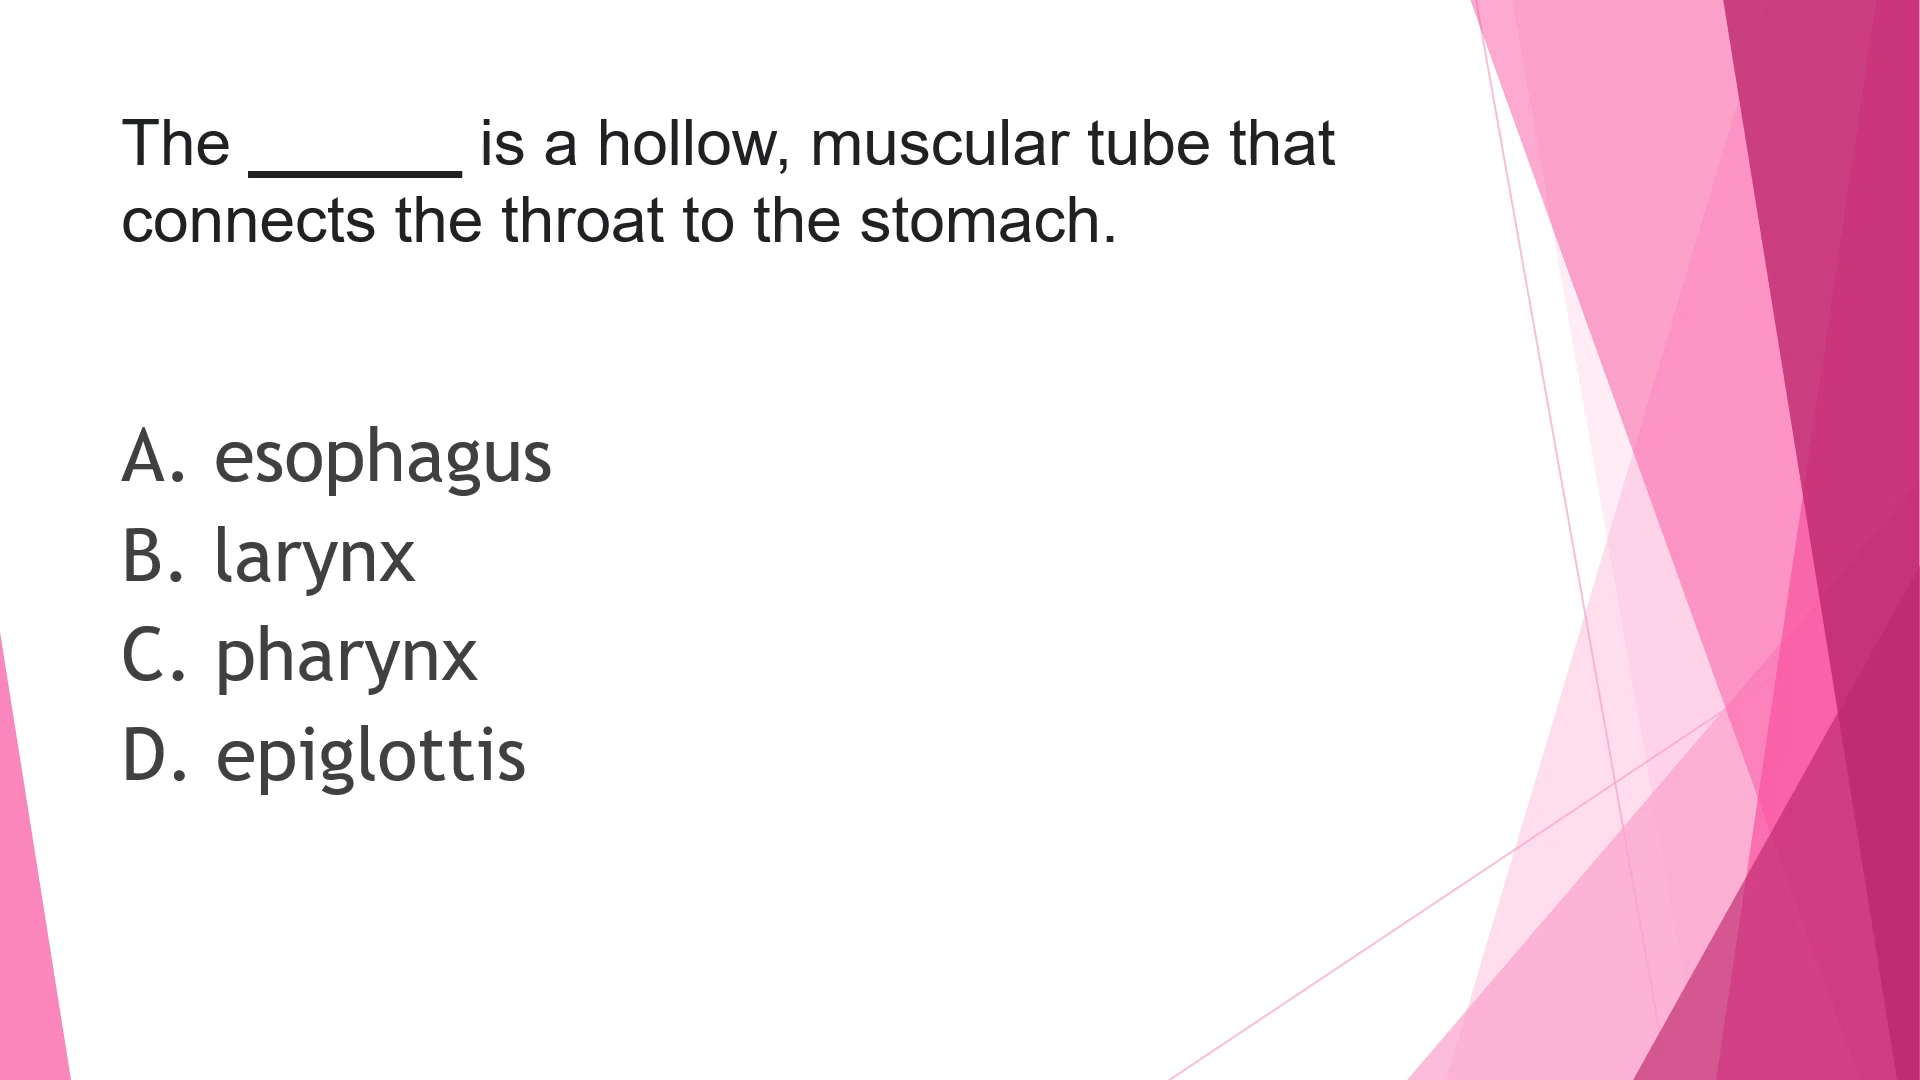 The ______ is a hollow, muscular tube that
connects the throat to the stomach.
A. esophagus
B. larynx
C. pharynx
D. epiglottis